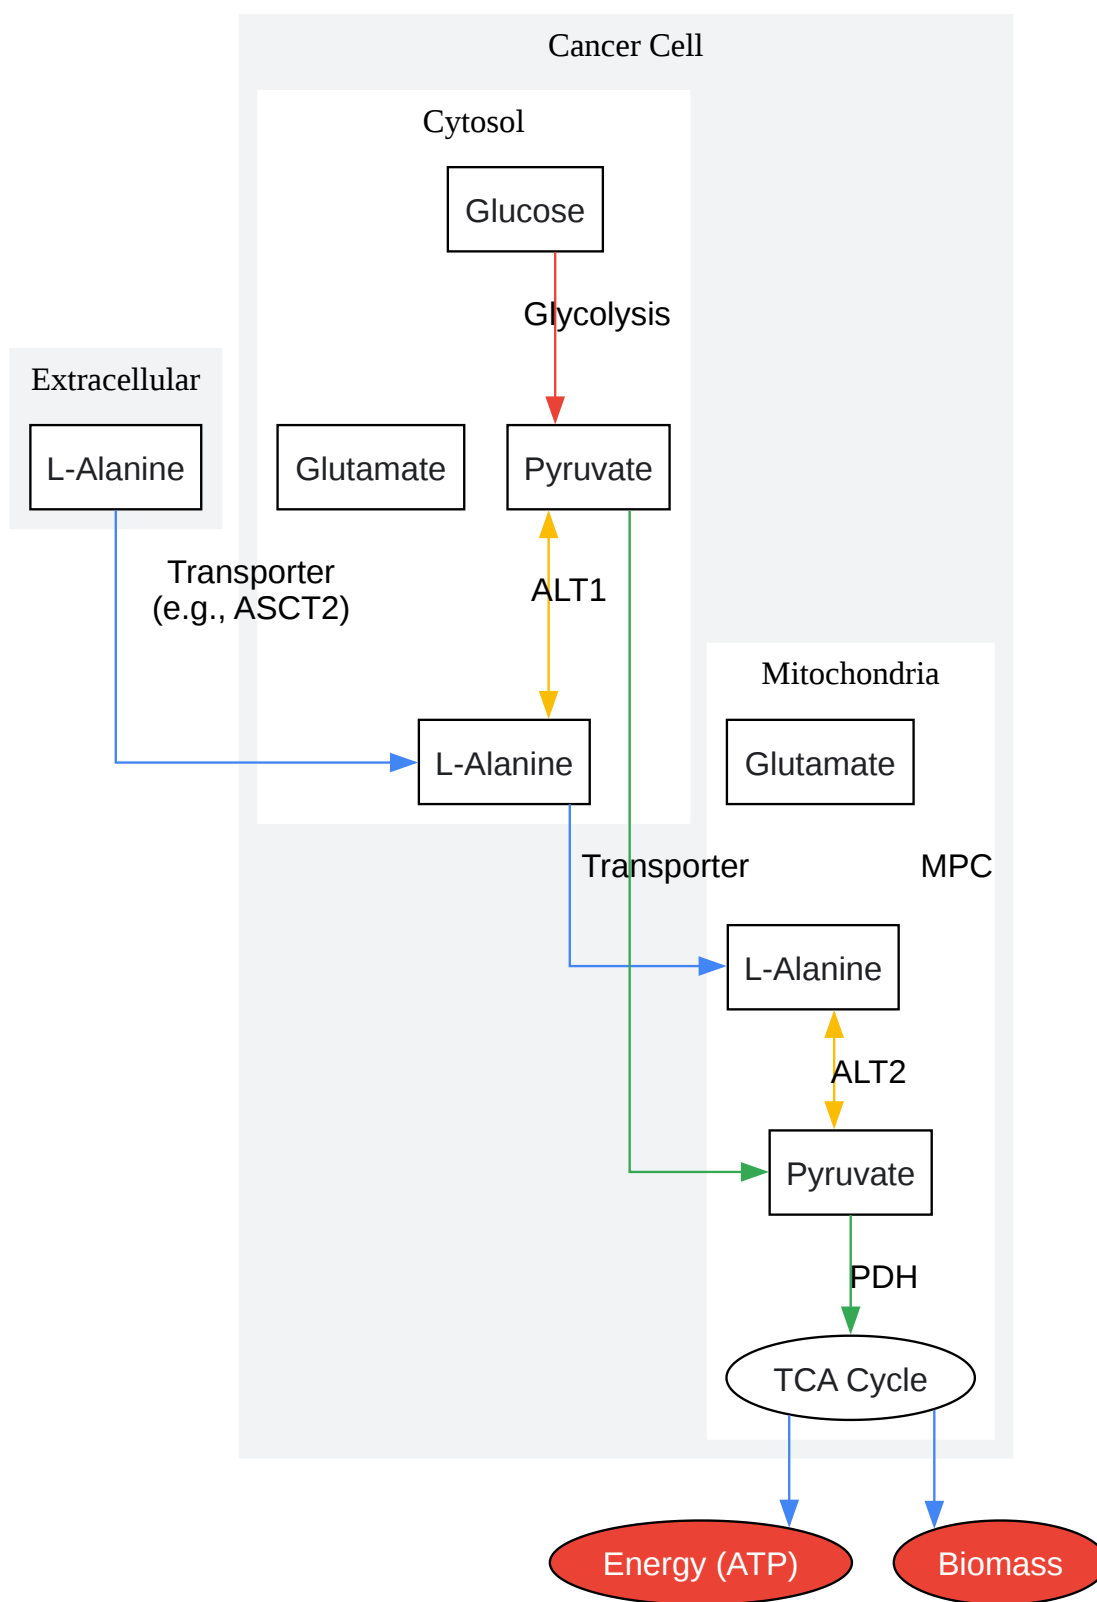 Cancer Cell
Cytosol
Glucose
Glycolysis
Extracellular
L-Alanine
Glutamate
Pyruvate
Transporter
(e.g., ASCT2)
ALT1
L-Alanine
Mitochondria
Glutamate
Transporter
MPC
L-Alanine
ALT2
Pyruvate
PDH
TCA Cycle
Energy (ATP)
Biomass